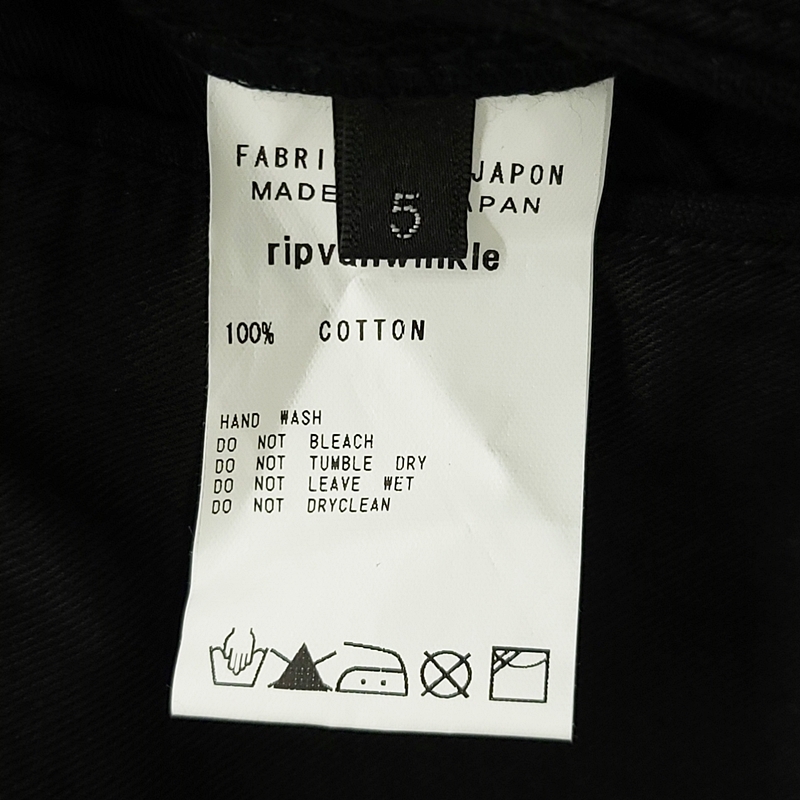 FABRI JAPON
MADE APAN
5
ripvanwinkle
100% COTTON
HAND WASH
DO NOT BLEACH
DO NOT TUMBLE DRY
DO NOT LEAVE WET
DO NOT DRYCLEAN